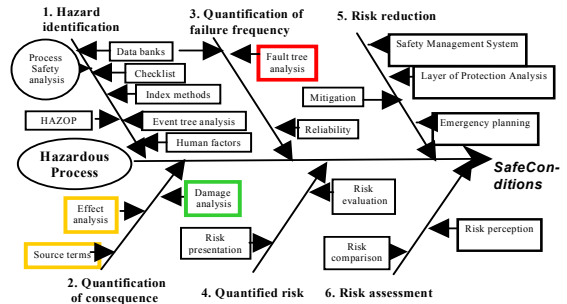 1. Hazard
identification
3. Quantification of
failure frequency
5. Risk reduction
Process
Safety
analysis
Data banks
Checklist
Index methods
HAZOP
Event tree analysis
Human factors
Fault tree
analysis
Reliability
Safety Management System
Layer of Protection Analysis
Mitigation
Emergency planning
Hazardous
Process
SafeCon-
ditions
Effect
analysis
Source terms
Damage
analysis
Risk
presentation
Risk
evaluation
Risk
comparison
Risk perception
2. Quantification
of consequence
4. Quantified risk
6. Risk assessment